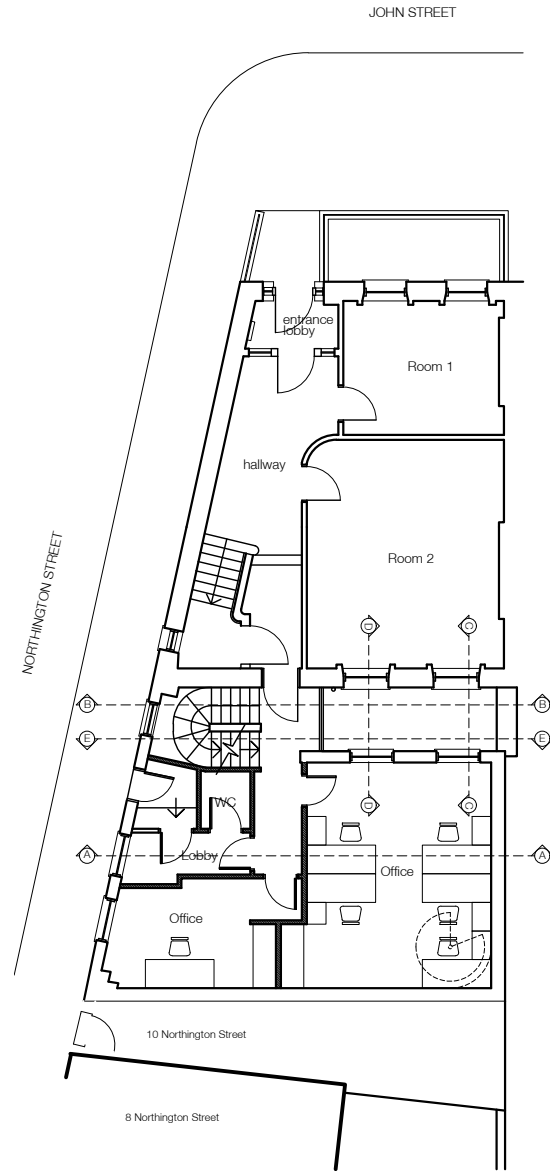 JOHN STREET
entrance
lobby
Room 1
hallway
NORTHINGTON STREET
Room 2
D
C
B
B
E
E
D
C
WC
A
Lobby
A
Office
Office
10 Northington Street
8 Northington Street